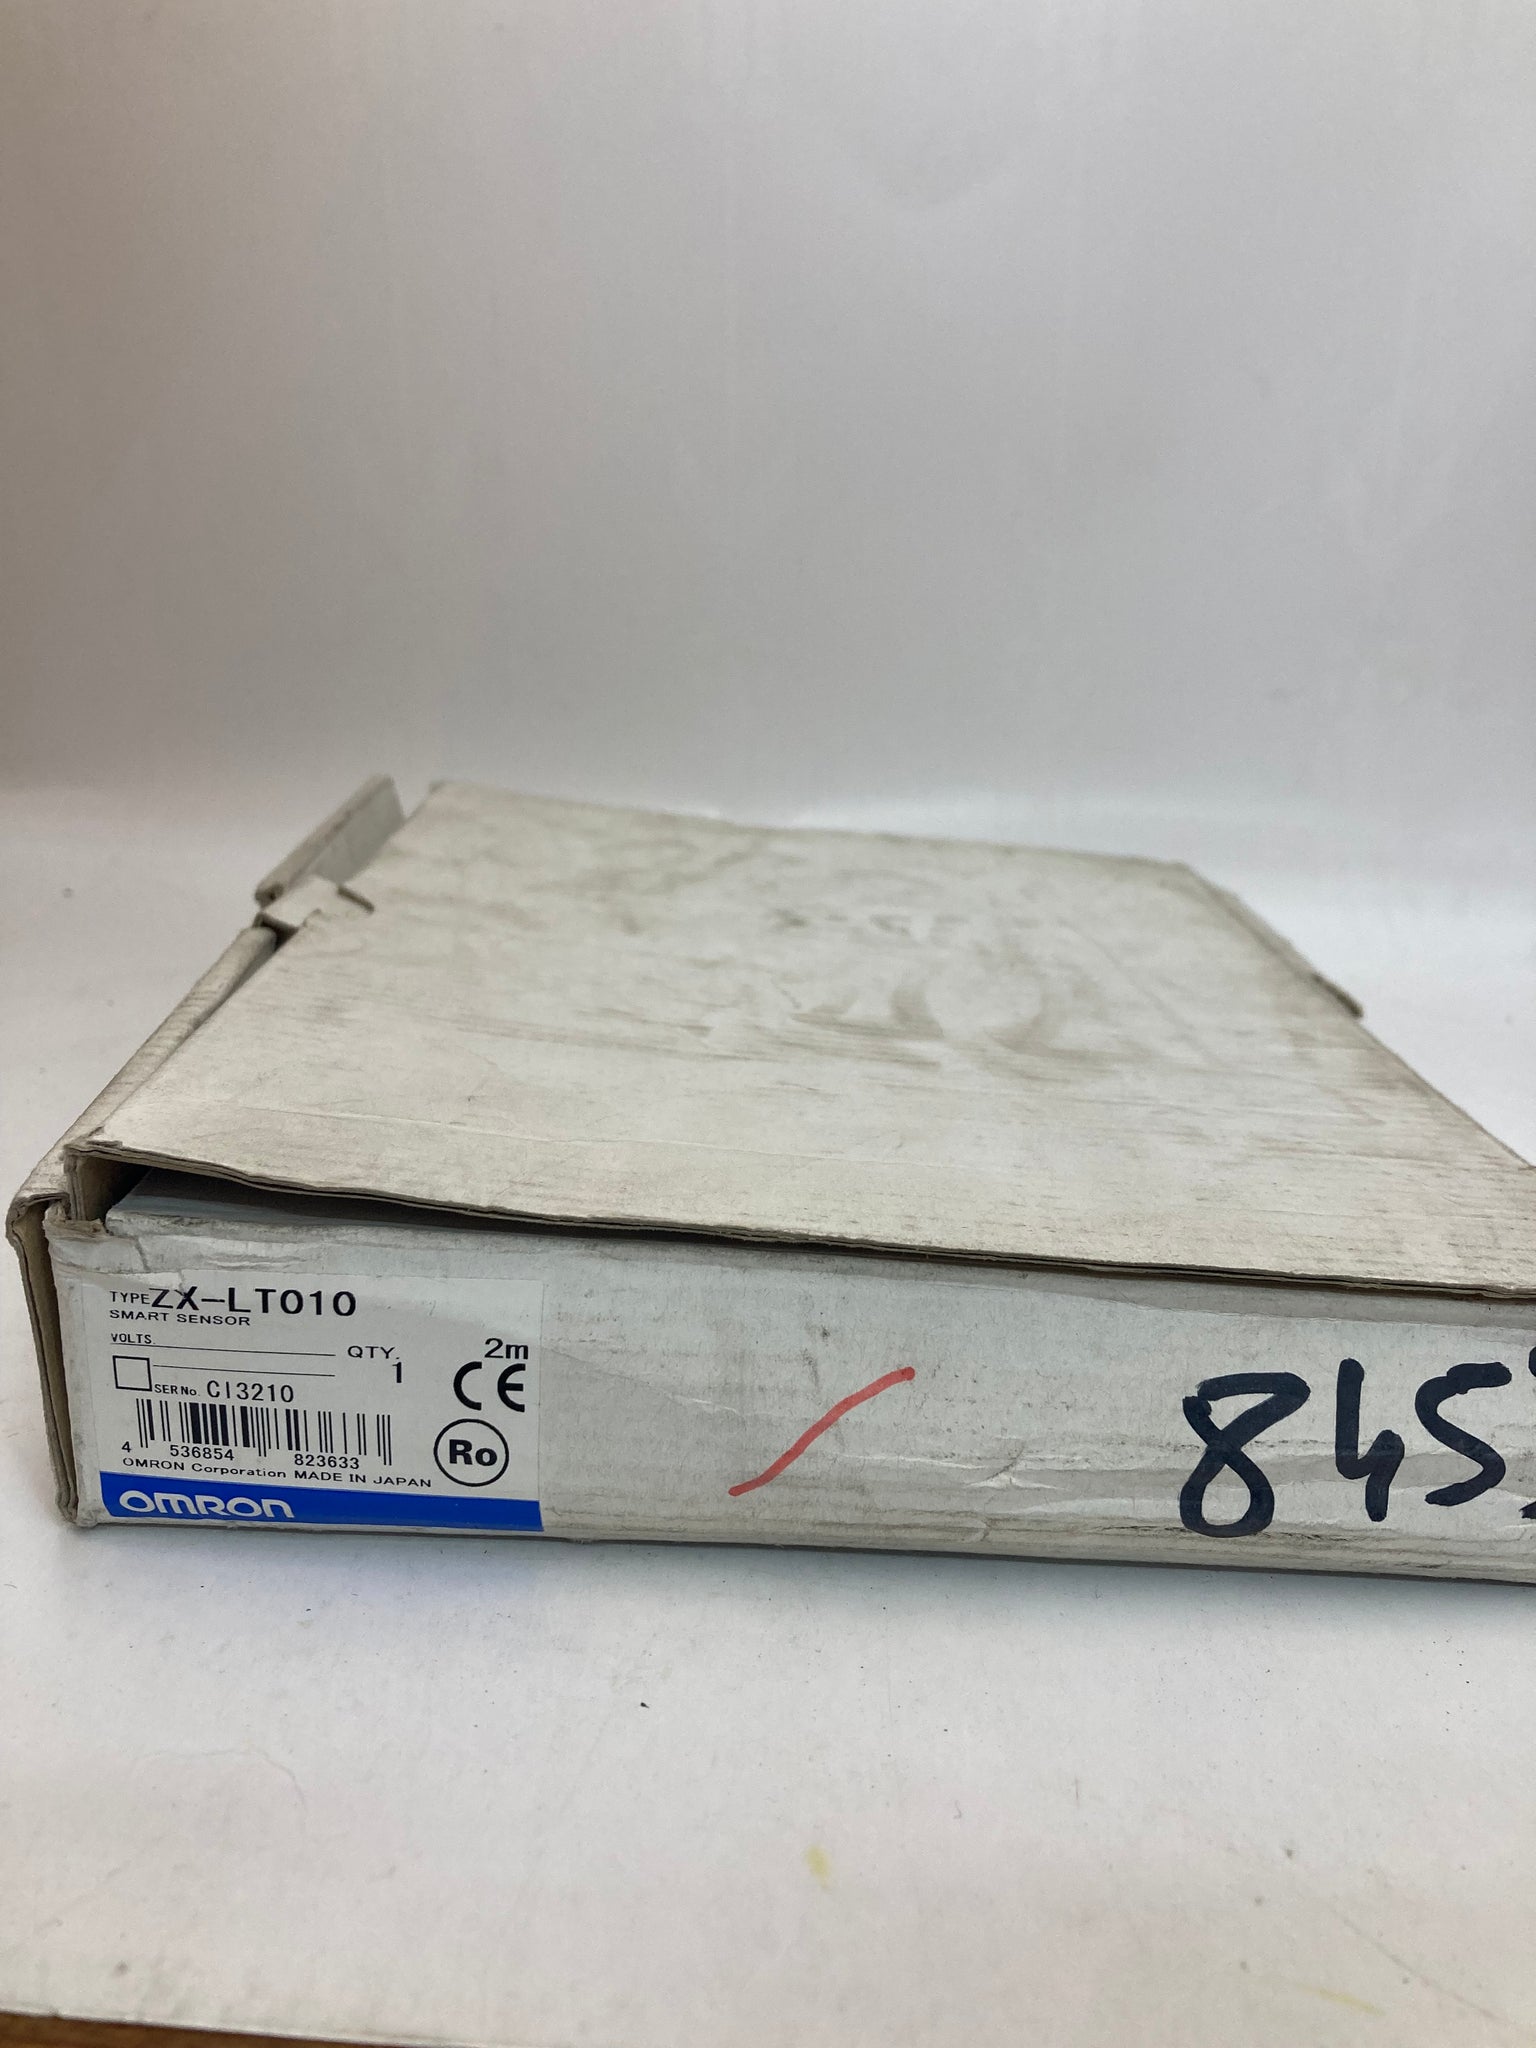 TYPE ZX-LT010
SMART SENSOR
VOLTS.
QTY.
1
2m
CE
SER No. CI3210
4 536854 823633
Ro
OMRON Corporation MADE IN JAPAN
OMRON
845